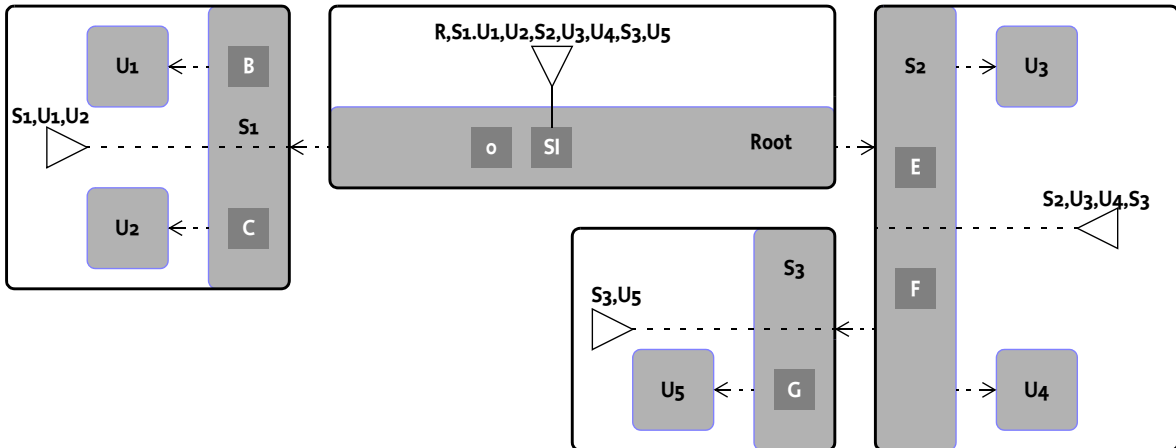 R,S1.U1,U2,S2,U3,U4,S3,U5
U1
B
S2
U3
S1,U1,U2
S1
o
SI
Root
E
U2
C
S2,U3,U4,S3
S3
F
S3,U5
U5
G
U4